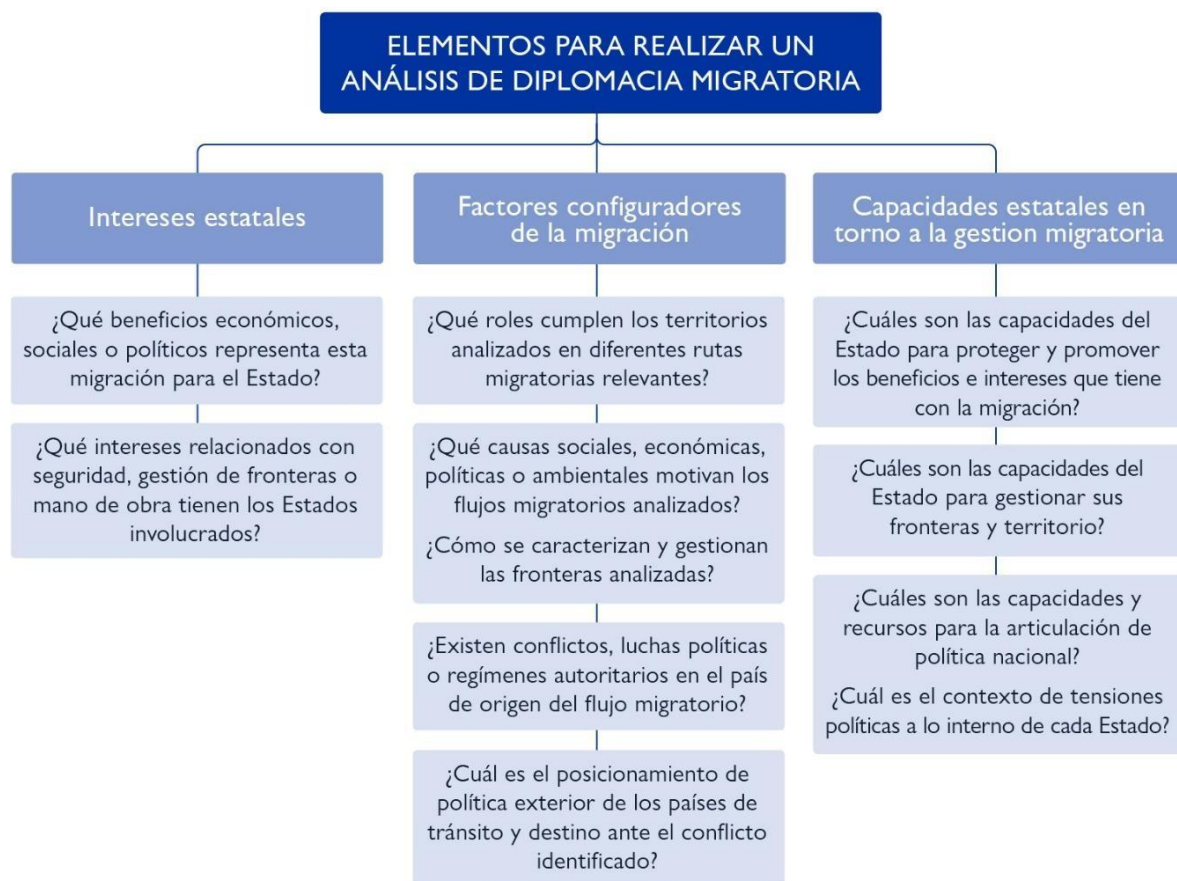 ELEMENTOS PARA REALIZAR UN
ANÁLISIS DE DIPLOMACIA MIGRATORIA
Intereses estatales
¿Qué beneficios económicos,
sociales o políticos representa esta
migración para el Estado?
¿Qué intereses relacionados con
seguridad, gestión de fronteras o
mano de obra tienen los Estados
involucrados?
Factores configuradores
de la migración
¿Qué roles cumplen los territorios
analizados en diferentes rutas
migratorias relevantes?
¿Qué causas sociales, económicas,
políticas o ambientales motivan los
flujos migratorios analizados?
¿Cómo se caracterizan y gestionan
las fronteras analizadas?
¿Existen conflictos, luchas políticas
o regímenes autoritarios en el país
de origen del flujo migratorio?
¿Cuál es el posicionamiento de
política exterior de los países de
tránsito y destino ante el conflicto
identificado?
Capacidades estatales en
torno a la gestion migratoria
¿Cuáles son las capacidades del
Estado para proteger y promover
los beneficios e intereses que tiene
con la migración?
¿Cuáles son las capacidades del
Estado para gestionar sus
fronteras y territorio?
¿Cuáles son las capacidades y
recursos para la articulación de
política nacional?
¿Cuál es el contexto de tensiones
políticas a lo interno de cada Estado?